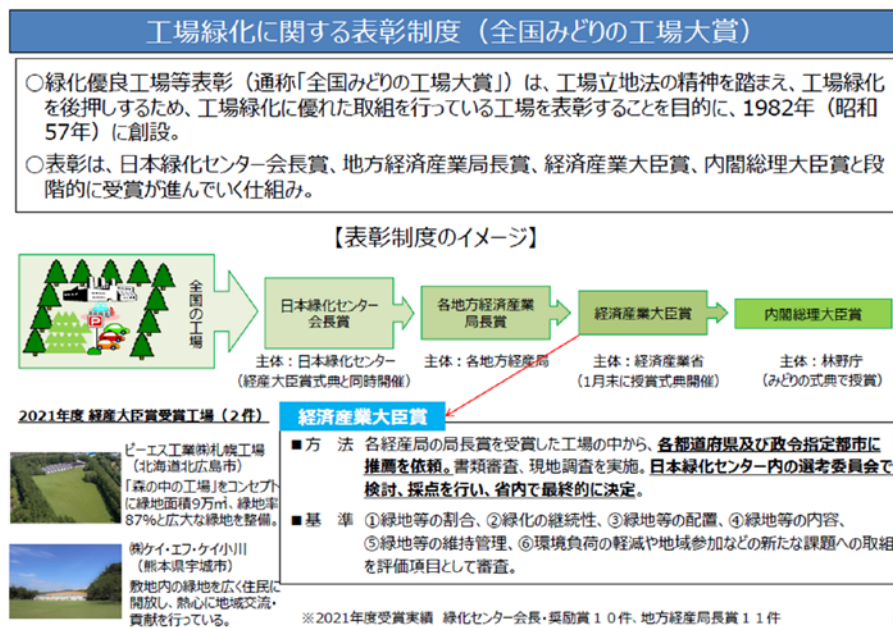 工場緑化に関する表彰制度（全国みどりの工場大賞）
○緑化優良工場等表彰（通称「全国みどりの工場大賞」）は、工場立地法の精神を踏まえ、工場緑化
を後押しするため、工場緑化に優れた取組を行っている工場を表彰することを目的に、1982年（昭和
57年）に創設。
○表彰は、日本緑化センター会長賞、地方経済産業局長賞、経済産業大臣賞、内閣総理大臣賞と段
階的に受賞が進んでいく仕組み。
【表彰制度のイメージ】
P
全国の工場
日本緑化センター
会長賞
各地方経済産業
局長賞
経済産業大臣賞
内閣総理大臣賞
主体：日本緑化センター
（経産大臣賞式典と同時開催）
主体：各地方経産局
主体：経済産業省
（1月末に授賞式典開催）
主体：林野庁
（みどりの式典で授賞）
2021年度 経産大臣賞受賞工場（２件）
ピーエス工業㈱札幌工場
（北海道北広島市）
「森の中の工場」をコンセプト
に緑地面積9万㎡、緑地率
87%と広大な緑地を整備。
㈱ケイ・エフ・ケイ小川
（熊本県宇城市）
敷地内の緑地を広く住民に
開放し、熱心に地域交流・
貢献を行っている。
経済産業大臣賞
■ 方　法　各経産局の局長賞を受賞した工場の中から、各都道府県及び政令指定都市に
推薦を依頼。書類審査、現地調査を実施。日本緑化センター内の選考委員会で
検討、採点を行い、省内で最終的に決定。
■ 基　準　①緑地等の割合、②緑化の継続性、③緑地等の配置、④緑地等の内容、
⑤緑地等の維持管理、⑥環境負荷の軽減や地域参加などの新たな課題への取組
を評価項目として審査。
※2021年度受賞実績　緑化センター会長・奨励賞１０件、地方経産局長賞１１件